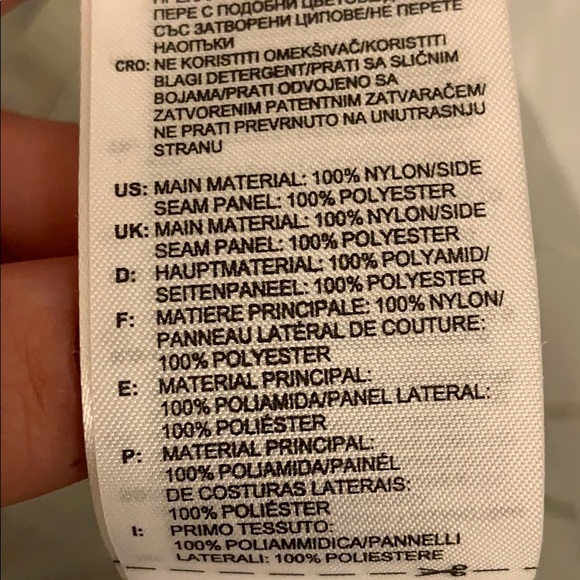 ПЕРЕ С ПОДОБНИ ЦВЕТОВЕ/
СЪС ЗАТВОРЕНИ ЦИПОВЕ/НЕ ПЕРЕТЕ
НАОПЪКИ
CRO: NE KORISTITI OMEKŠIVAČ/KORISTITI
BLAGI DETERGENT/PRATI SA SLIČNIM
BOJAMA/PRATI ODVOJENO SA
ZATVORENIM PATENTNIM ZATVARAČEM/
NE PRATI PREVRNUTO NA UNUTRASNJU
STRANU
US: MAIN MATERIAL: 100% NYLON/SIDE
SEAM PANEL: 100% POLYESTER
UK: MAIN MATERIAL: 100% NYLON/SIDE
SEAM PANEL: 100% POLYESTER
D: HAUPTMATERIAL: 100% POLYAMID/
SEITENPANEEL: 100% POLYESTER
F: MATIÈRE PRINCIPALE: 100% NYLON/
PANNEAU LATÉRAL DE COUTURE:
100% POLYESTER
E: MATERIAL PRINCIPAL:
100% POLIAMIDA/PANEL LATERAL:
100% POLIÉSTER
P: MATERIAL PRINCIPAL:
100% POLIAMIDA/PAINÉL
DE COSTURAS LATERAIS:
100% POLIÉSTER
I: PRIMO TESSUTO:
100% POLIAMMIDICA/PANNELLI
LATERALI: 100% POLIESTERE